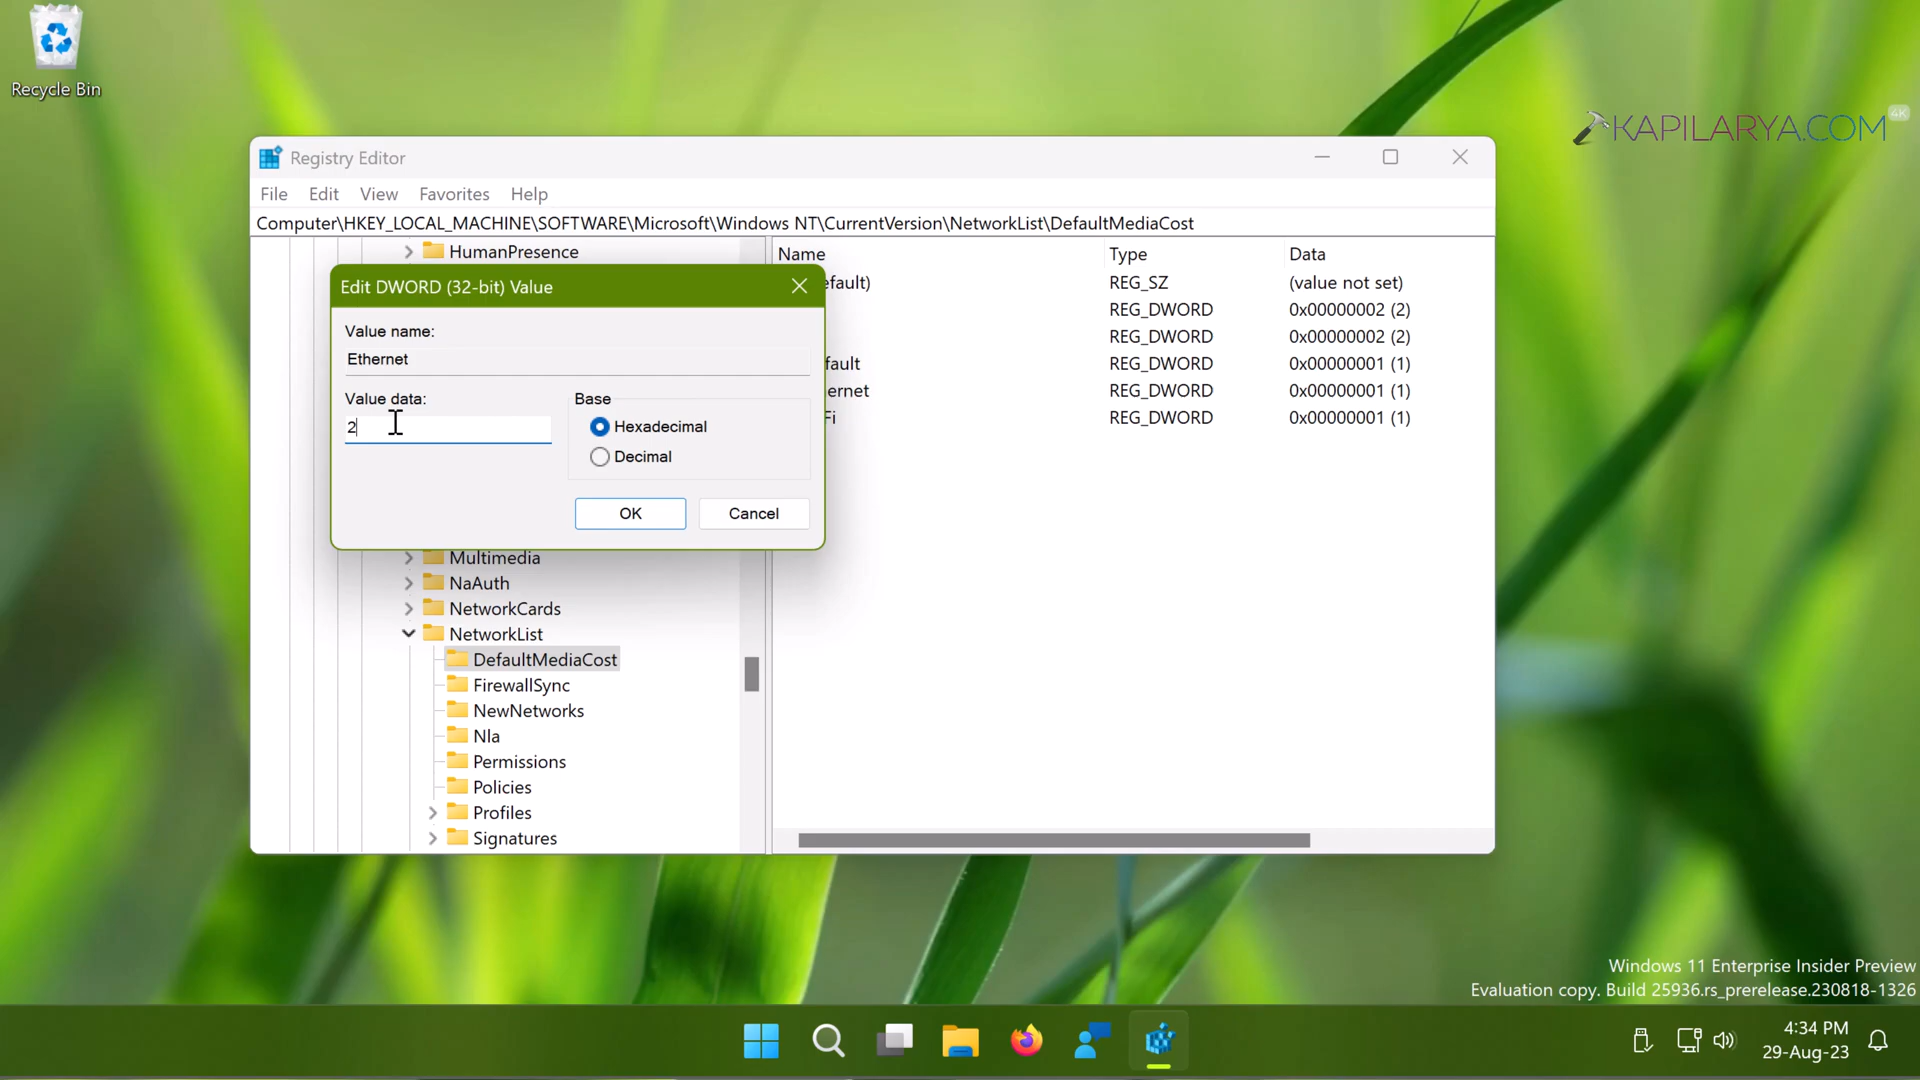 Recycle Bin
KAPILARYA.COM
4K
Registry Editor
File Edit View Favorites Help
Computer\HKEY_LOCAL_MACHINE\SOFTWARE\Microsoft\Windows NT\CurrentVersion\NetworkList\DefaultMediaCost
HumanPresence
Edit DWORD (32-bit) Value
Value name:
Ethernet
Value data:
2
Base
Hexadecimal
Decimal
OK
Cancel
Multimedia
NaAuth
NetworkCards
NetworkList
DefaultMediaCost
FirewallSync
NewNetworks
Nla
Permissions
Policies
Profiles
Signatures
Name Type Data
efault) REG_SZ (value not set)
REG_DWORD 0x00000002 (2)
REG_DWORD 0x00000002 (2)
fault REG_DWORD 0x00000001 (1)
ernet REG_DWORD 0x00000001 (1)
Fi REG_DWORD 0x00000001 (1)
Windows 11 Enterprise Insider Preview
Evaluation copy. Build 25936.rs_prerelease.230818-1326
4:34 PM
29-Aug-23